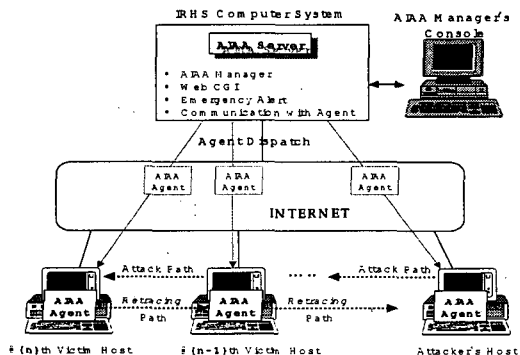 IRHS Computer System
AIAA Manager's
Console
AIAA Server
• AIAA Manager
• Web CGI
• Emergency Alert
• Communication with Agent
Agent Dispatch
AIAA
Agent
AIAA
Agent
AIAA
Agent
INTERNET
Attack Path
....
Attack Path
AIAA
Agent
Retracing
Path
AIAA
Agent
Retracing
Path
AIAA
Agent
#(n)th Victim Host
#(n-1)th Victim Host
Attacker's Host